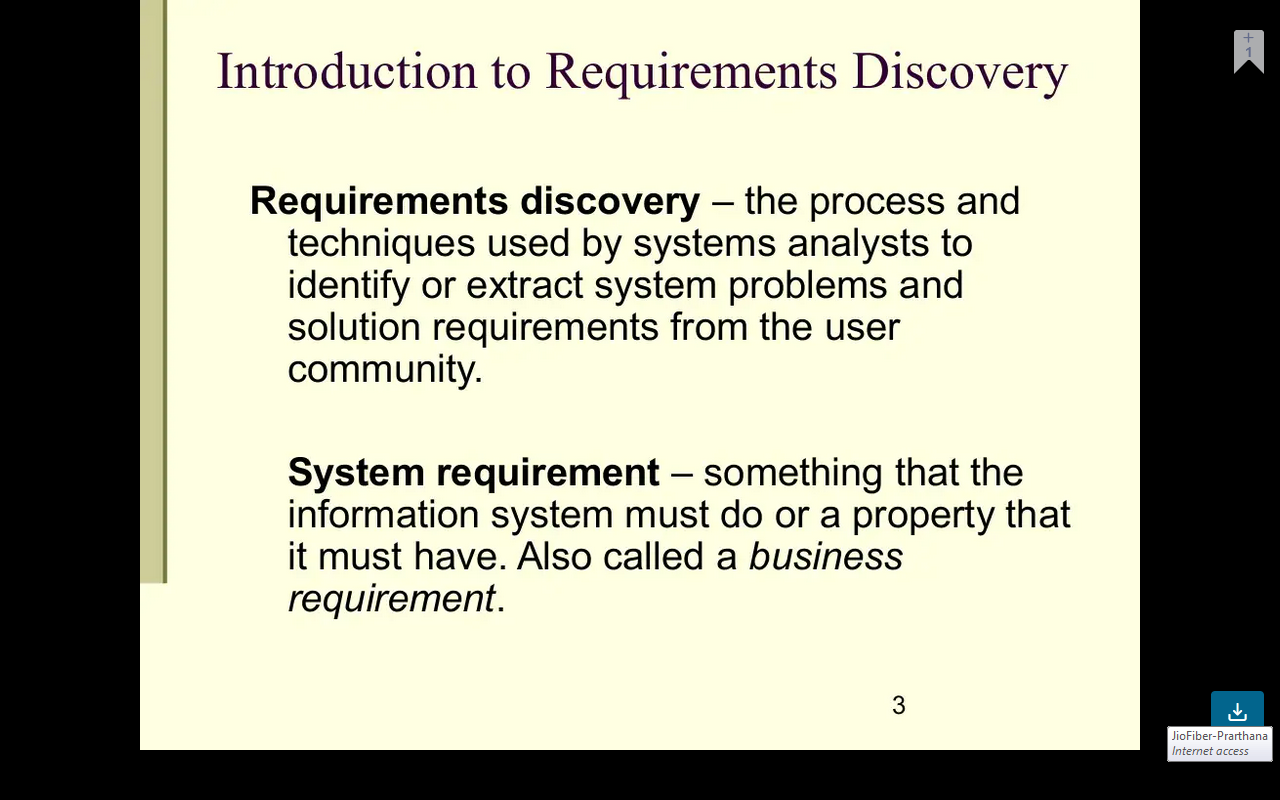 Introduction to Requirements Discovery
Requirements discovery – the process and
techniques used by systems analysts to
identify or extract system problems and
solution requirements from the user
community.
System requirement – something that the
information system must do or a property that
it must have. Also called a business
requirement.
3
+
1
JioFiber-Prarthana
Internet access